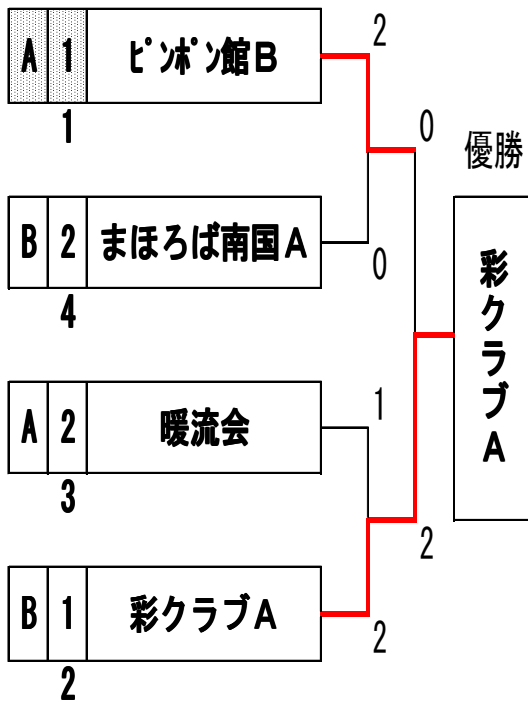 A 1 ピンポン館B 2
1
0
優勝
B 2 まほろば南国A 0
4
彩クラブA
A 2 暖流会 1
3
2
B 1 彩クラブA 2
2